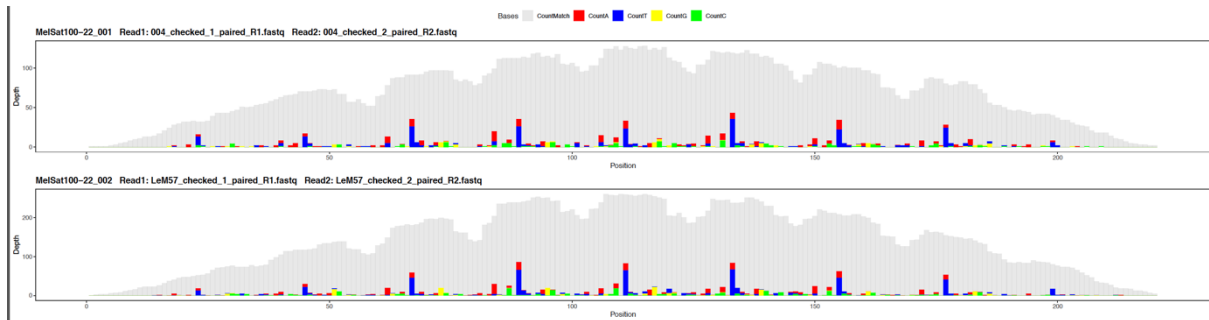 Bases CountMatch CountA CountT CountG CountC
MelSat100-22_001 Read1: 004_checked_1_paired_R1.fastq Read2: 004_checked_2_paired_R2.fastq
100
50
0
Depth
0 50 100 150 200
Position
MelSat100-22_002 Read1: LeM57_checked_1_paired_R1.fastq Read2: LeM57_checked_2_paired_R2.fastq
200
100
0
Depth
0 50 100 150 200
Position